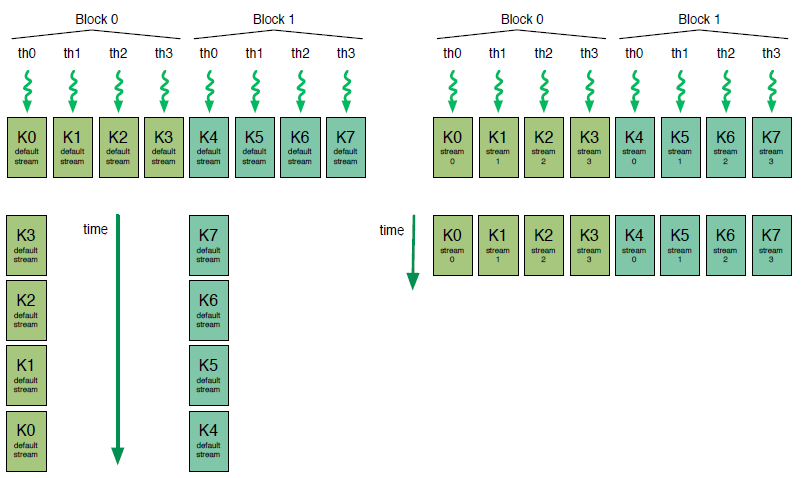 Block 0 Block 1 Block 0 Block 1
th0 th1 th2 th3 th0 th1 th2 th3 th0 th1 th2 th3 th0 th1 th2 th3
K0 K1 K2 K3 K4 K5 K6 K7 K0 K1 K2 K3 K4 K5 K6 K7
default default default default default default default default stream stream stream stream stream stream stream stream
stream stream stream stream stream stream stream stream 0 1 2 3 0 1 2 3
K3 time K7 time K0 K1 K2 K3 K4 K5 K6 K7
default default stream stream stream stream stream stream stream stream
stream stream 0 1 2 3 0 1 2 3
K2 K6
default default
stream stream
K1 K5
default default
stream stream
K0 K4
default default
stream stream